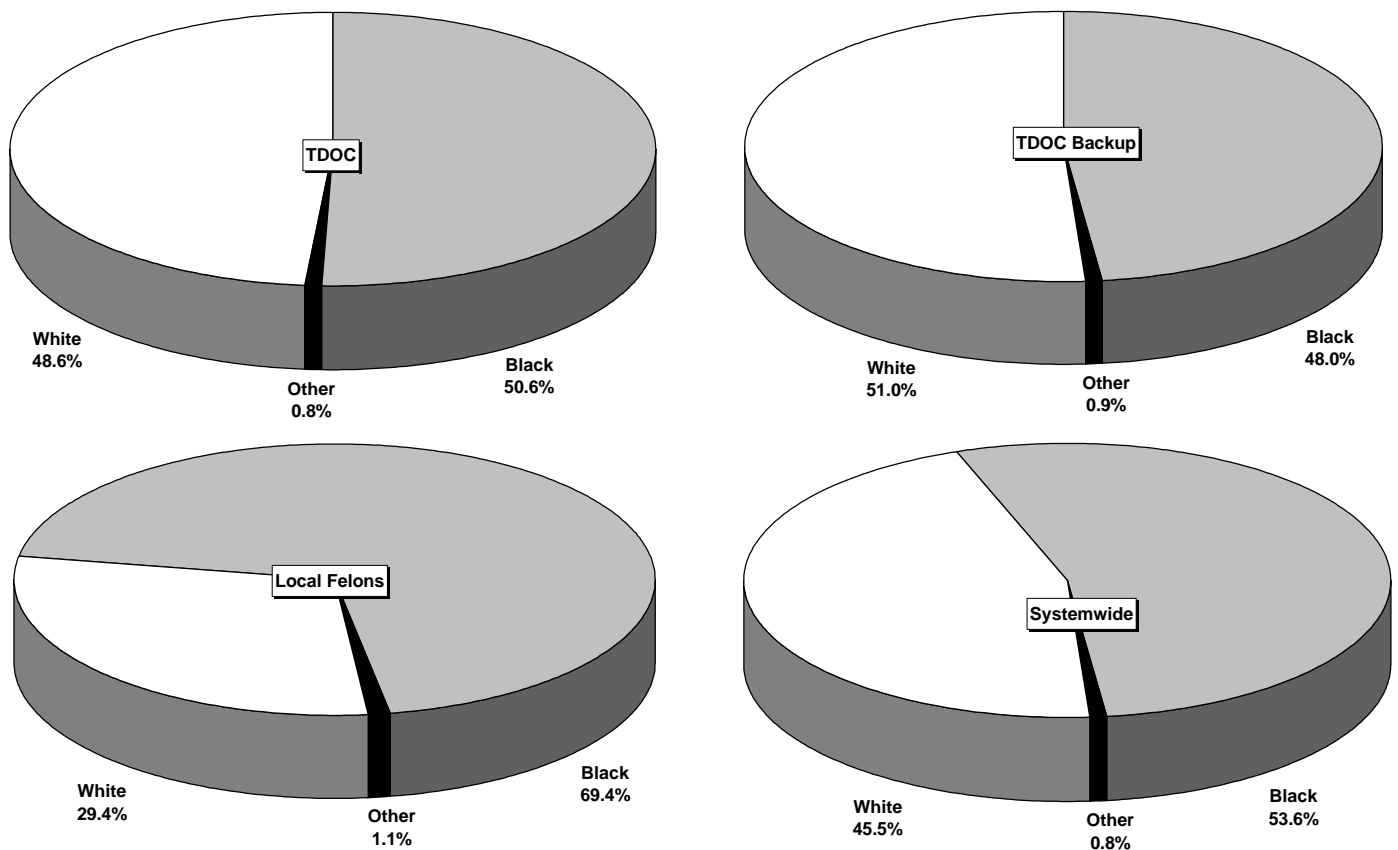 TDOC
White
48.6%
Other
0.8%
Black
50.6%
TDOC Backup
White
51.0%
Other
0.9%
Black
48.0%
Local Felons
White
29.4%
Other
1.1%
Black
69.4%
Systemwide
White
45.5%
Other
0.8%
Black
53.6%